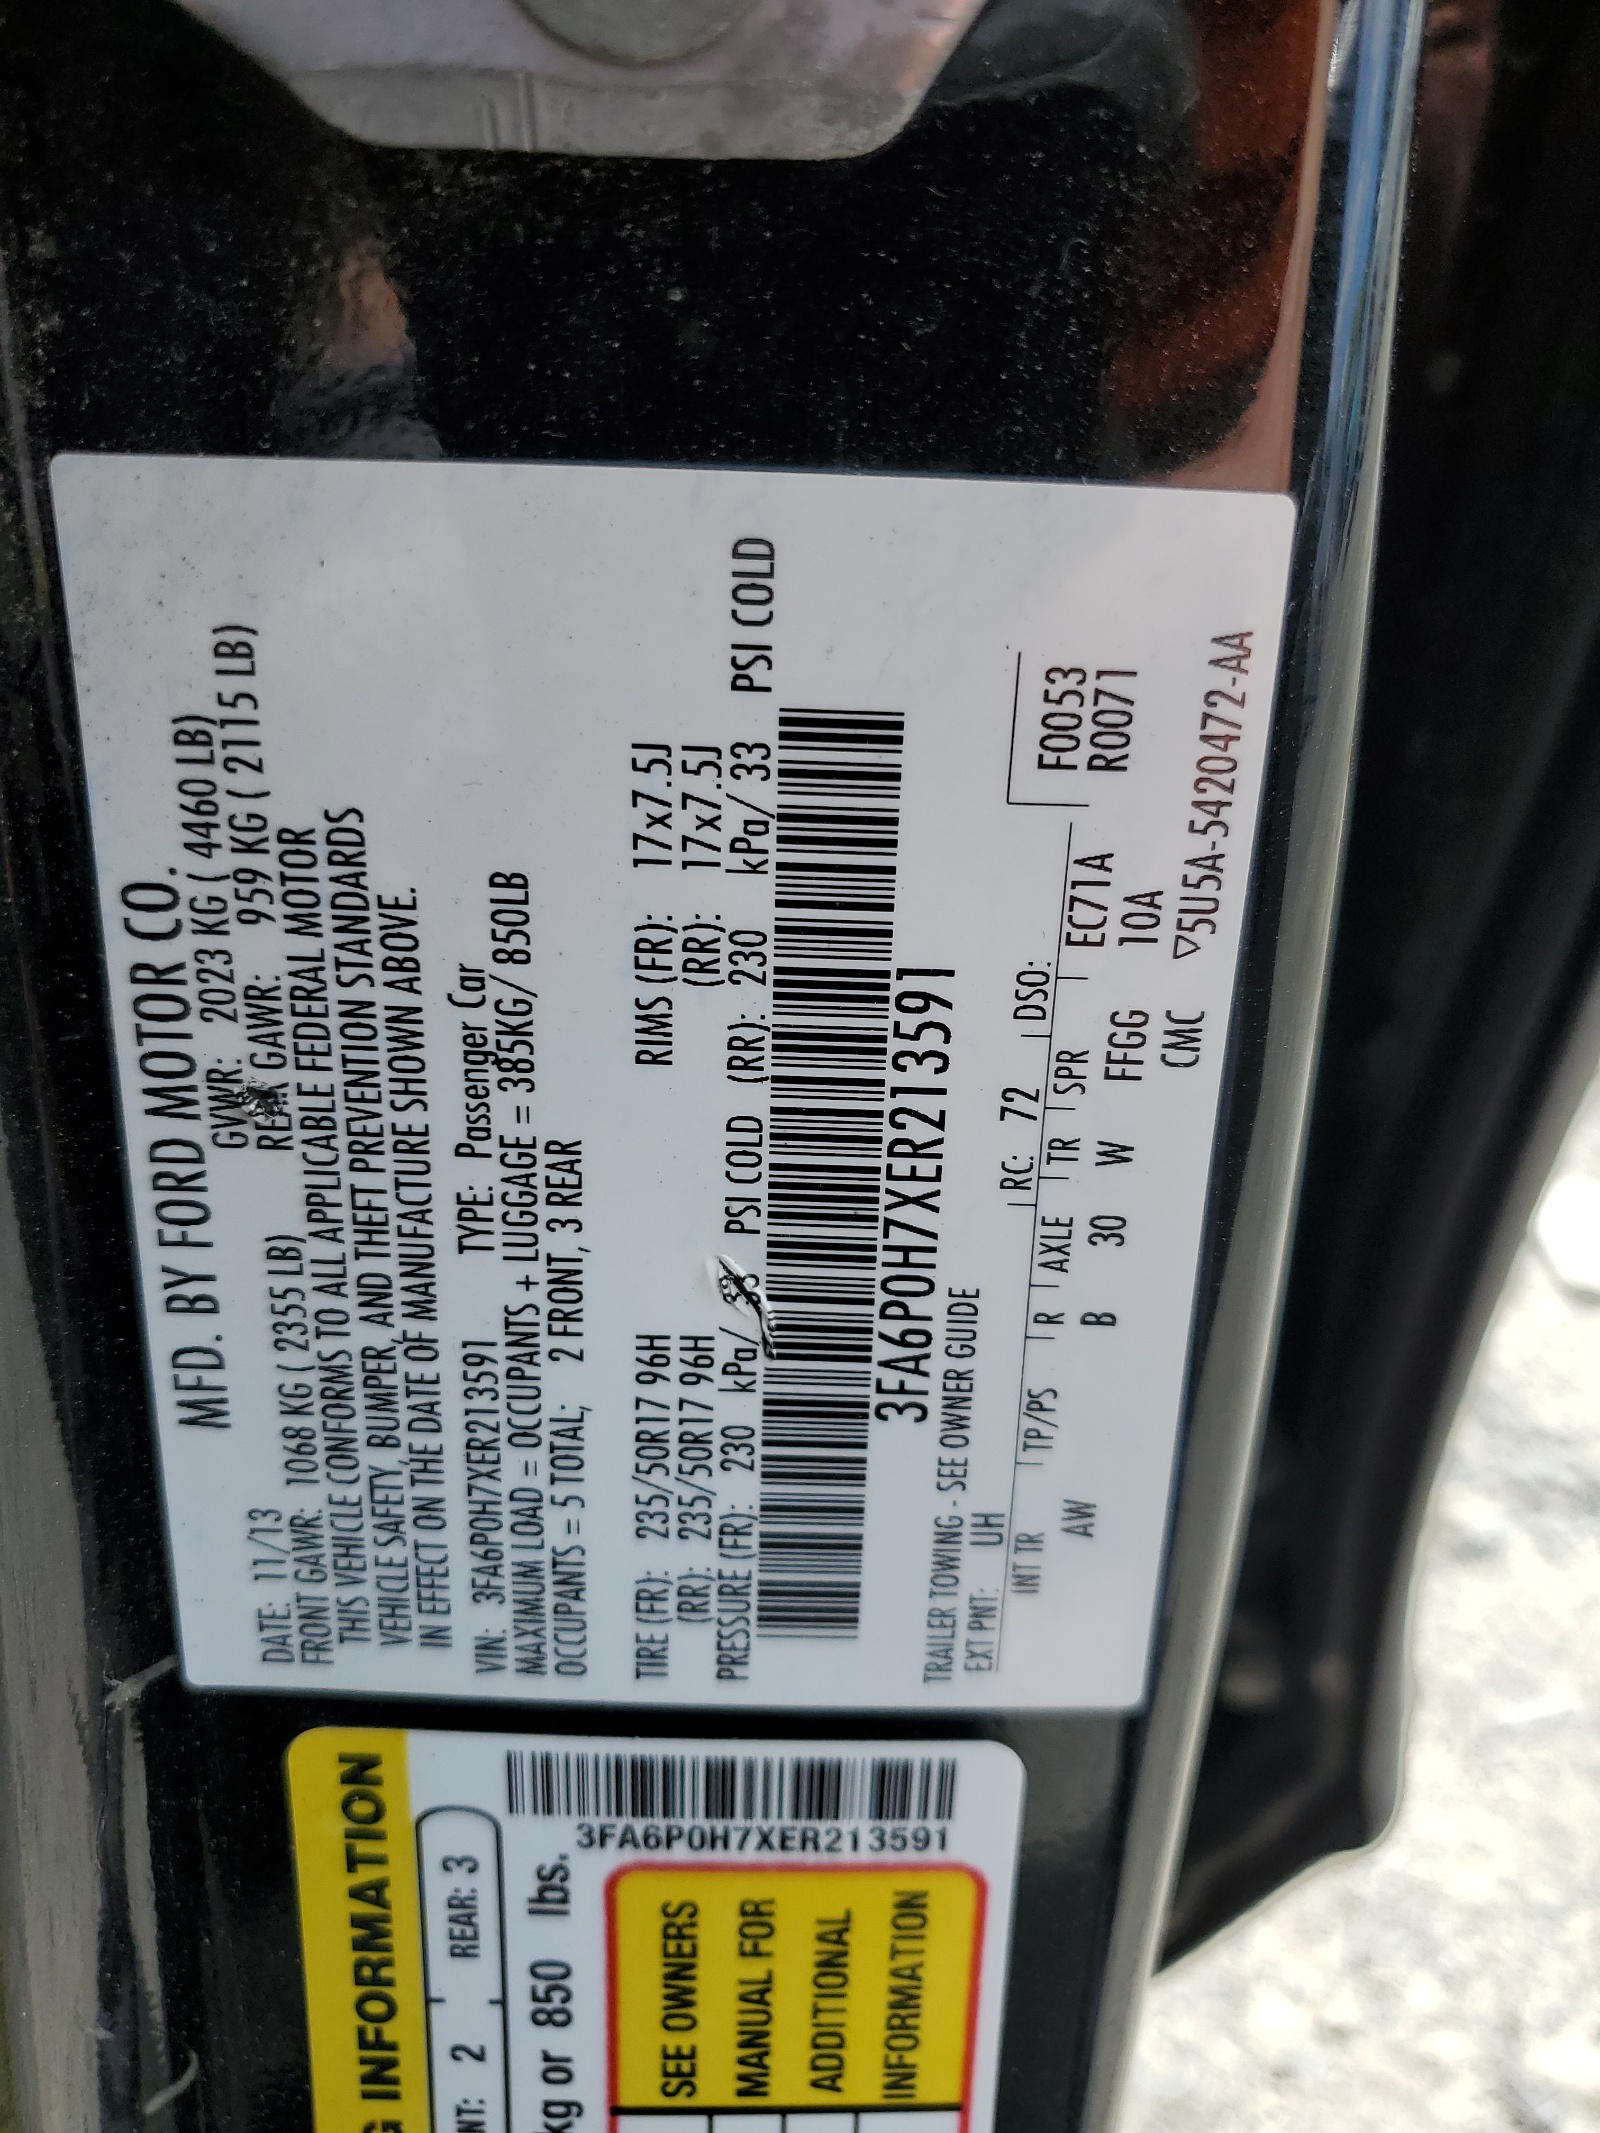 MFD. BY FORD MOTOR CO.
DATE: 11/13 GVWR: 2023 KG ( 4460 LB)
FRONT GAWR: 1068 KG ( 2355 LB) REAR GAWR: 959 KG ( 2115 LB)
THIS VEHICLE CONFORMS TO ALL APPLICABLE FEDERAL MOTOR
VEHICLE SAFETY, BUMPER, AND THEFT PREVENTION STANDARDS
IN EFFECT ON THE DATE OF MANUFACTURE SHOWN ABOVE.
VIN: 3FA6P0H7XER213591 TYPE: Passenger Car
MAXIMUM LOAD = OCCUPANTS + LUGGAGE = 385KG/ 850LB
OCCUPANTS = 5 TOTAL; 2 FRONT, 3 REAR
TIRE (FR): 235/50R17 96H RIMS (FR): 17x7.5J
(RR): 235/50R17 96H (RR): 17x7.5J
PRESSURE (FR): 230 kPa/ PSI COLD (RR): 230 kPa/ 33 PSI COLD
3FA6P0H7XER213591
TRAILER TOWING - SEE OWNER GUIDE
EXT PNT: UH RC: 72 DSO:
INT TR TP/PS R AXLE TR SPR
AW B 30 W FFGG EC71A
10A
F0053
R0071
CMC ▽5U5A-5420472-AA
INFORMATION
2 REAR: 3
kg or 850 lbs.
3FA6P0H7XER213591
SEE OWNERS
MANUAL FOR
ADDITIONAL
INFORMATION